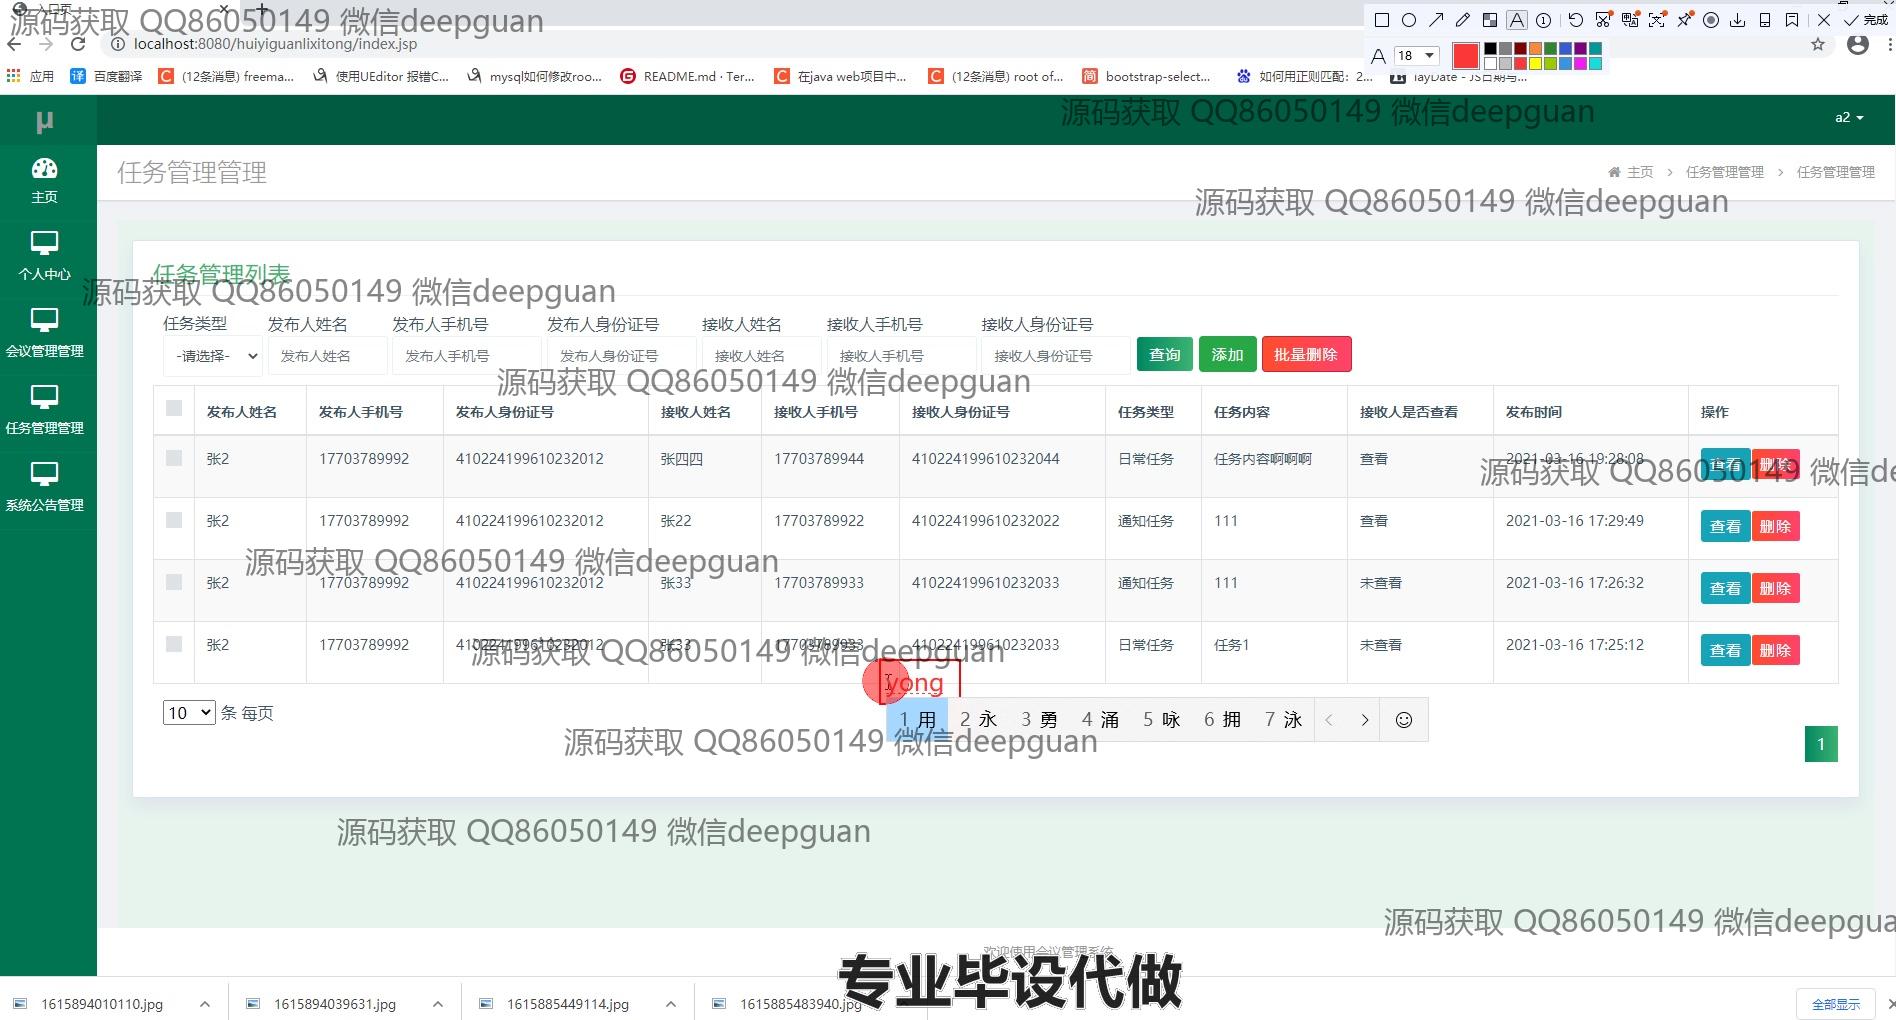 入口页
源码获取 QQ86050149 微信deepguan
完成
localhost:8080/huiyiguanlixitong/index.jsp
A 18
应用 百度翻译 (12条消息) freema... 使用UEditor 报错C... mysql如何修改roo... README.md · Ter... 在java web项目中... (12条消息) root of... bootstrap-select... 如何用正则匹配：2... layDate - JS日期与...
源码获取 QQ86050149 微信deepguan
µ
a2
任务管理管理
主页 > 任务管理管理 > 任务管理管理
源码获取 QQ86050149 微信deepguan
主页
个人中心
会议管理管理
任务管理管理
系统公告管理
任务管理列表
源码获取 QQ86050149 微信deepguan
任务类型 发布人姓名 发布人手机号 发布人身份证号 接收人姓名 接收人手机号 接收人身份证号
-请选择- 发布人姓名 发布人手机号 发布人身份证号 接收人姓名 接收人手机号 接收人身份证号 查询 添加 批量删除
源码获取 QQ86050149 微信deepguan
发布人姓名 发布人手机号 发布人身份证号 接收人姓名 接收人手机号 接收人身份证号 任务类型 任务内容 接收人是否查看 发布时间 操作
张2 17703789992 410224199610232012 张四四 17703789944 410224199610232044 日常任务 任务内容啊啊啊 查看 2021-03-16 19:28:08 查看 删除
源码获取 QQ86050149 微信de
张2 17703789992 410224199610232012 张22 17703789922 410224199610232022 通知任务 111 查看 2021-03-16 17:29:49 查看 删除
源码获取 QQ86050149 微信deepguan
张2 17703789992 410224199610232012 张33 17703789933 410224199610232033 通知任务 111 未查看 2021-03-16 17:26:32 查看 删除
张2 17703789992 410224199610232012 张33 17703789933 410224199610232033 日常任务 任务1 未查看 2021-03-16 17:25:12 查看 删除
源码获取 QQ86050149 微信deepguan
yong
10 条 每页
1 用 2 永 3 勇 4 涌 5 咏 6 拥 7 泳
源码获取 QQ86050149 微信deepguan
1
源码获取 QQ86050149 微信deepguan
源码获取 QQ86050149 微信deepgua
欢迎使用会议管理系统
专业毕设代做
1615894010110.jpg 1615894039631.jpg 1615885449114.jpg 1615885483940.jpg 全部显示